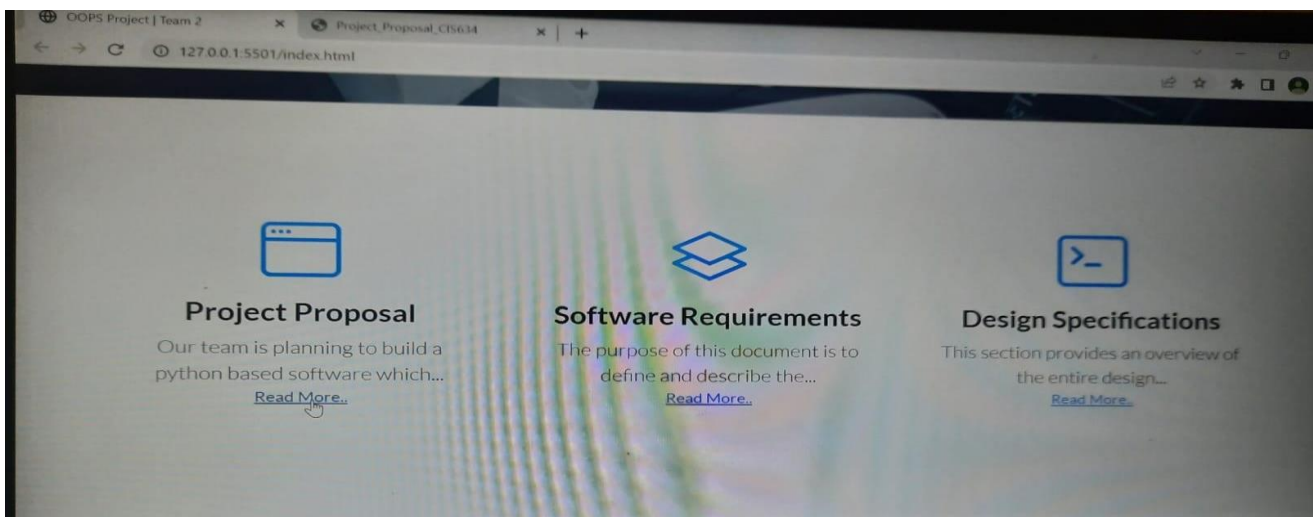 OOPS Project | Team 2
Project_Proposal_CIS634
127.0.0.1:5501/index.html
Project Proposal
Our team is planning to build a
python based software which...
Read More..
Software Requirements
The purpose of this document is to
define and describe the...
Read More..
Design Specifications
This section provides an overview of
the entire design...
Read More..